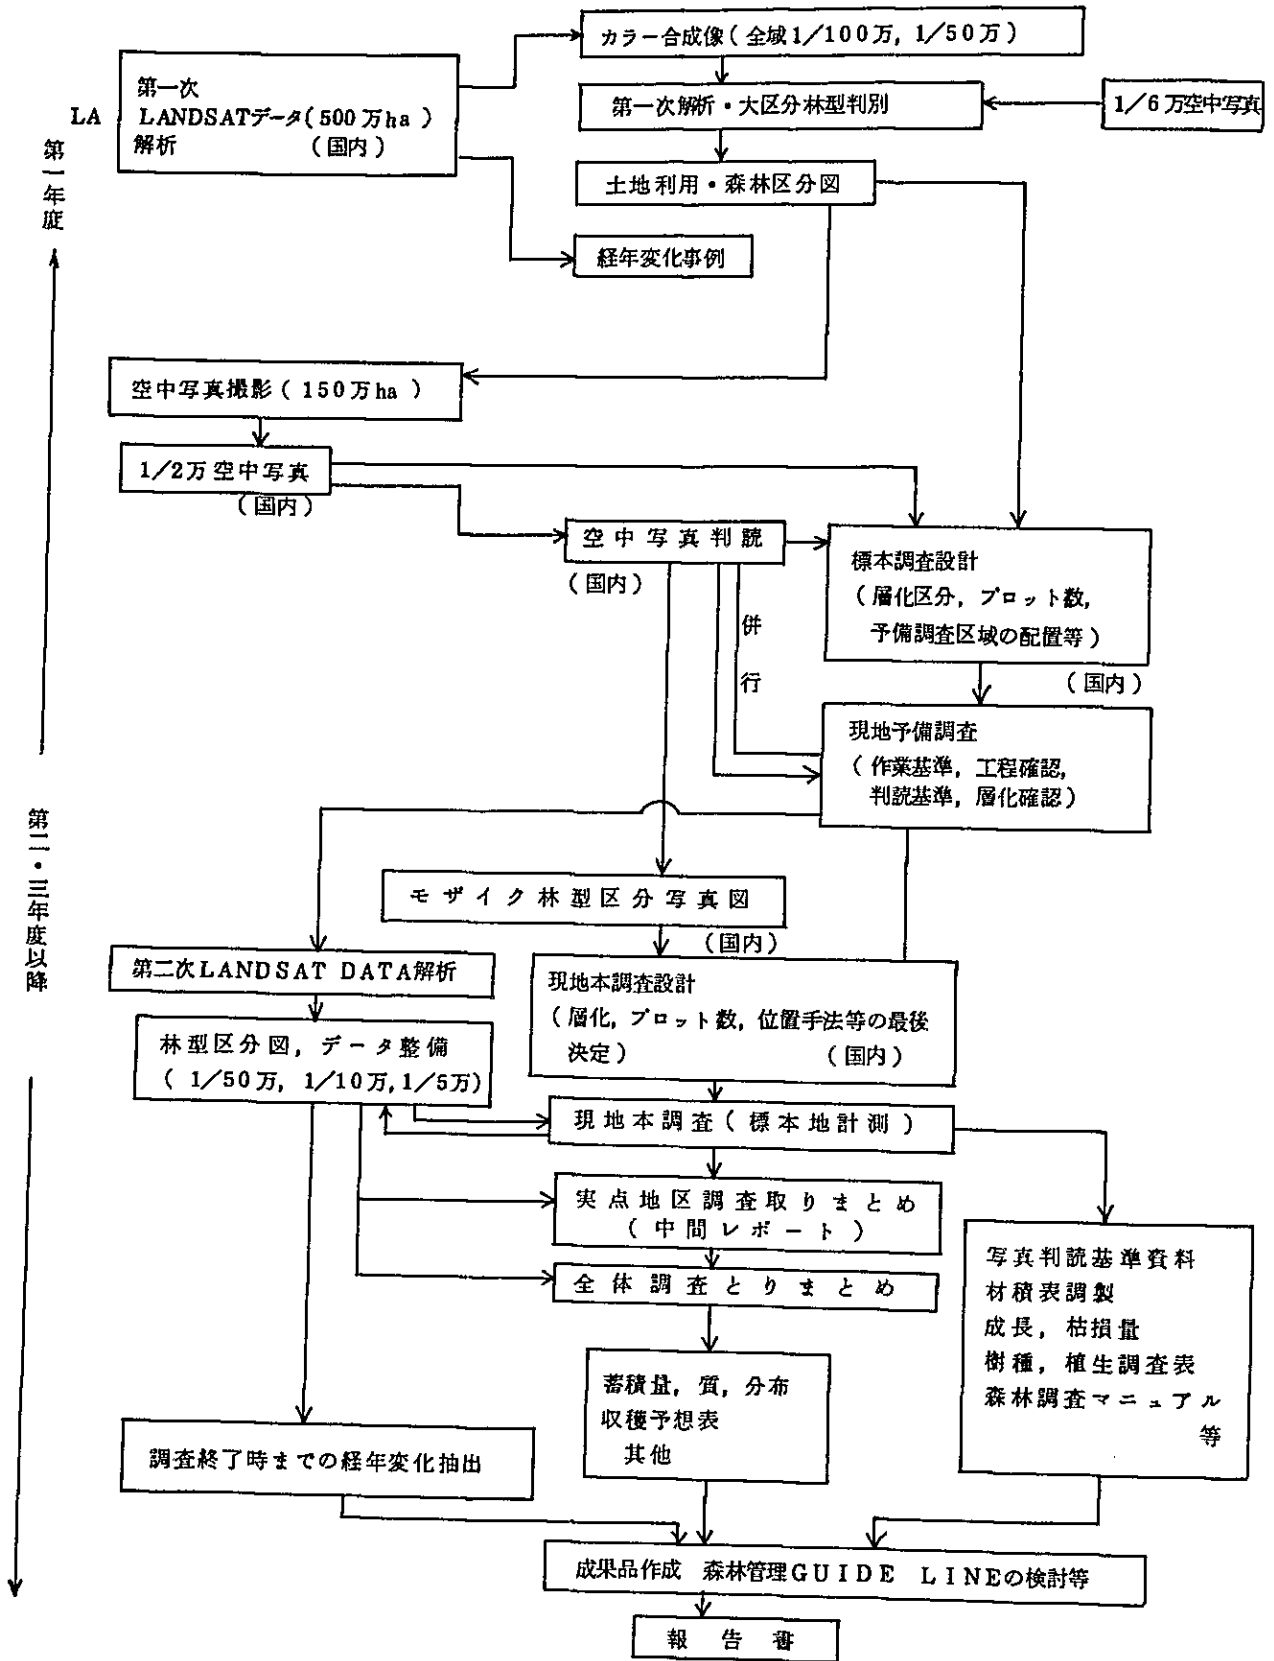 カラー合成像(全域1/100万, 1/50万)
第一次
LA LANDSATデータ(500万ha)
解析 (国内)
第一次解析・大区分林型判別
1/6万空中写真
第一年度
土地利用・森林区分図
経年変化事例
空中写真撮影(150万ha)
1/2万空中写真
(国内)
空中写真判読
(国内)
標本調査設計
(層化区分, プロット数,
予備調査区域の配置等)
(国内)
併行
現地予備調査
(作業基準, 工程確認,
判読基準, 層化確認)
第二・三年度以降
モザイク林型区分写真図
(国内)
第二次LANDSAT DATA解析
現地本調査設計
(層化, プロット数, 位置手法等の最後
決定) (国内)
林型区分図, データ整備
(1/50万, 1/10万, 1/5万)
現地本調査(標本地計測)
実点地区調査取りまとめ
(中間レポート)
全体調査とりまとめ
写真判読基準資料
材積表調製
成長, 枯損量
樹種, 植生調査表
森林調査マニュアル
等
蓄積量, 質, 分布
収穫予想表
其他
調査終了時までの経年変化抽出
成果品作成 森林管理GUIDE LINEの検討等
報告書